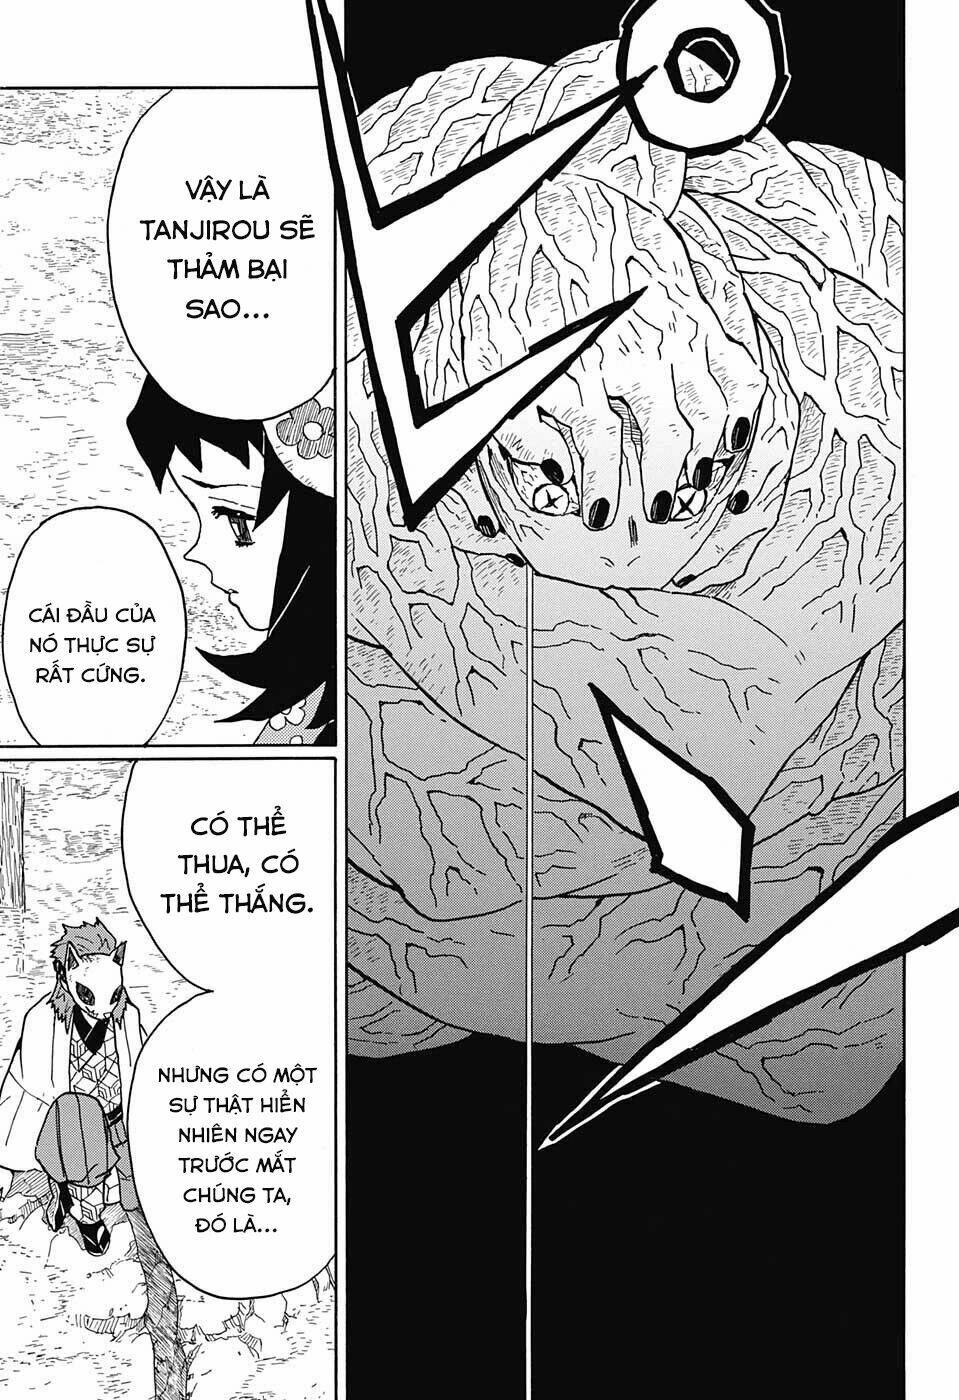 VẬY LÀ
TANJIROU SẼ
THẢM BẠI
SAO...
CÁI ĐẦU CỦA
NÓ THỰC SỰ
RẤT CỨNG.
CÓ THỂ
THUA, CÓ
THỂ THẮNG.
NHƯNG CÓ MỘT
SỰ THẬT HIỂN
NHIÊN NGAY
TRƯỚC MẮT
CHÚNG TA,
ĐÓ LÀ...